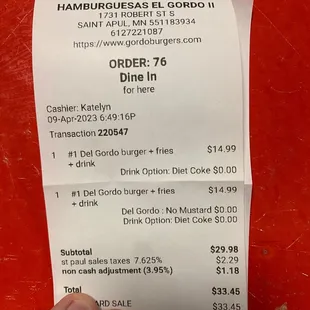 HAMBURGUESAS EL GORDO II
1731 ROBERT ST S
SAINT APUL, MN 551183934
6127221087
https://www.gordoburgers.com
ORDER: 76
Dine In
for here
Cashier: Katelyn
09-Apr-2023 6:49:16P
Transaction 220547
1 #1 Del Gordo burger + fries $14.99
+ drink
Drink Option: Diet Coke $0.00
1 #1 Del Gordo burger + fries $14.99
+ drink
Del Gordo : No Mustard $0.00
Drink Option: Diet Coke $0.00
Subtotal $29.98
st paul sales taxes 7.625% $2.29
non cash adjustment (3.95%) $1.18
Total $33.45
ARD SALE $33.45